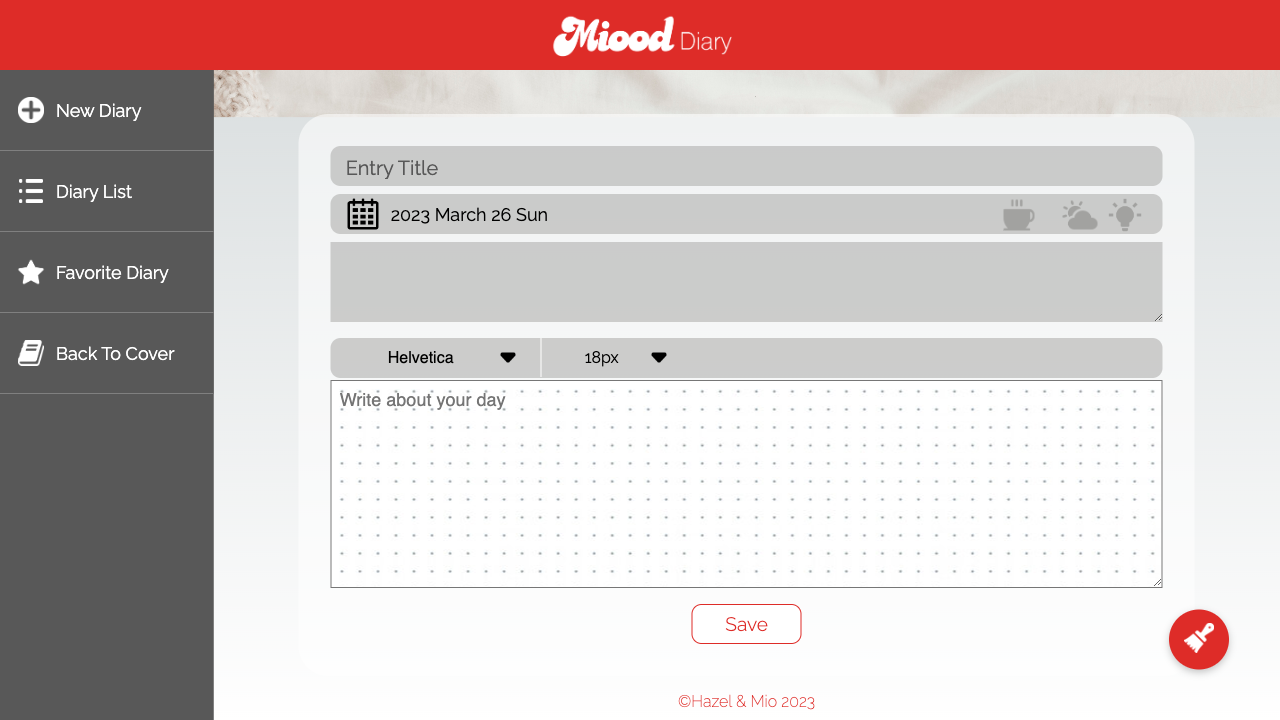 Miood Diary
New Diary
Diary List
Favorite Diary
Back To Cover
Entry Title
2023 March 26 Sun
Helvetica
18px
Write about your day
Save
©Hazel & Mio 2023